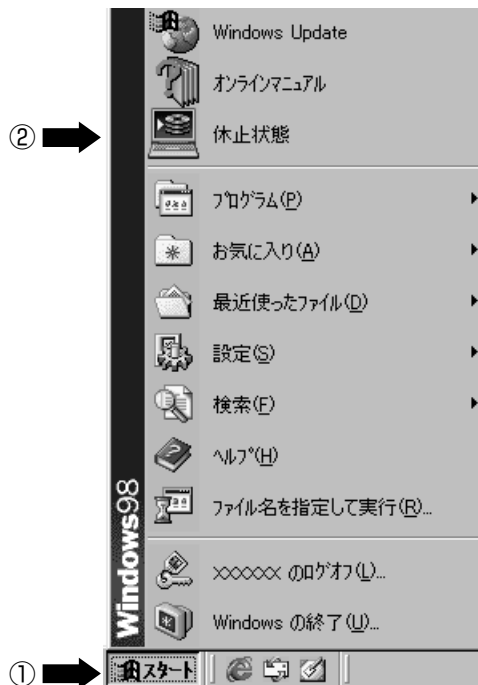 Windows Update
オンラインマニュアル
② 休止状態
プログラム(P)
お気に入り(A)
最近使ったファイル(D)
設定(S)
検索(F)
ヘルプ(H)
ファイル名を指定して実行(R)...
xxxxxx のログオフ(L)...
Windows の終了(U)...
Windows98
① スタート